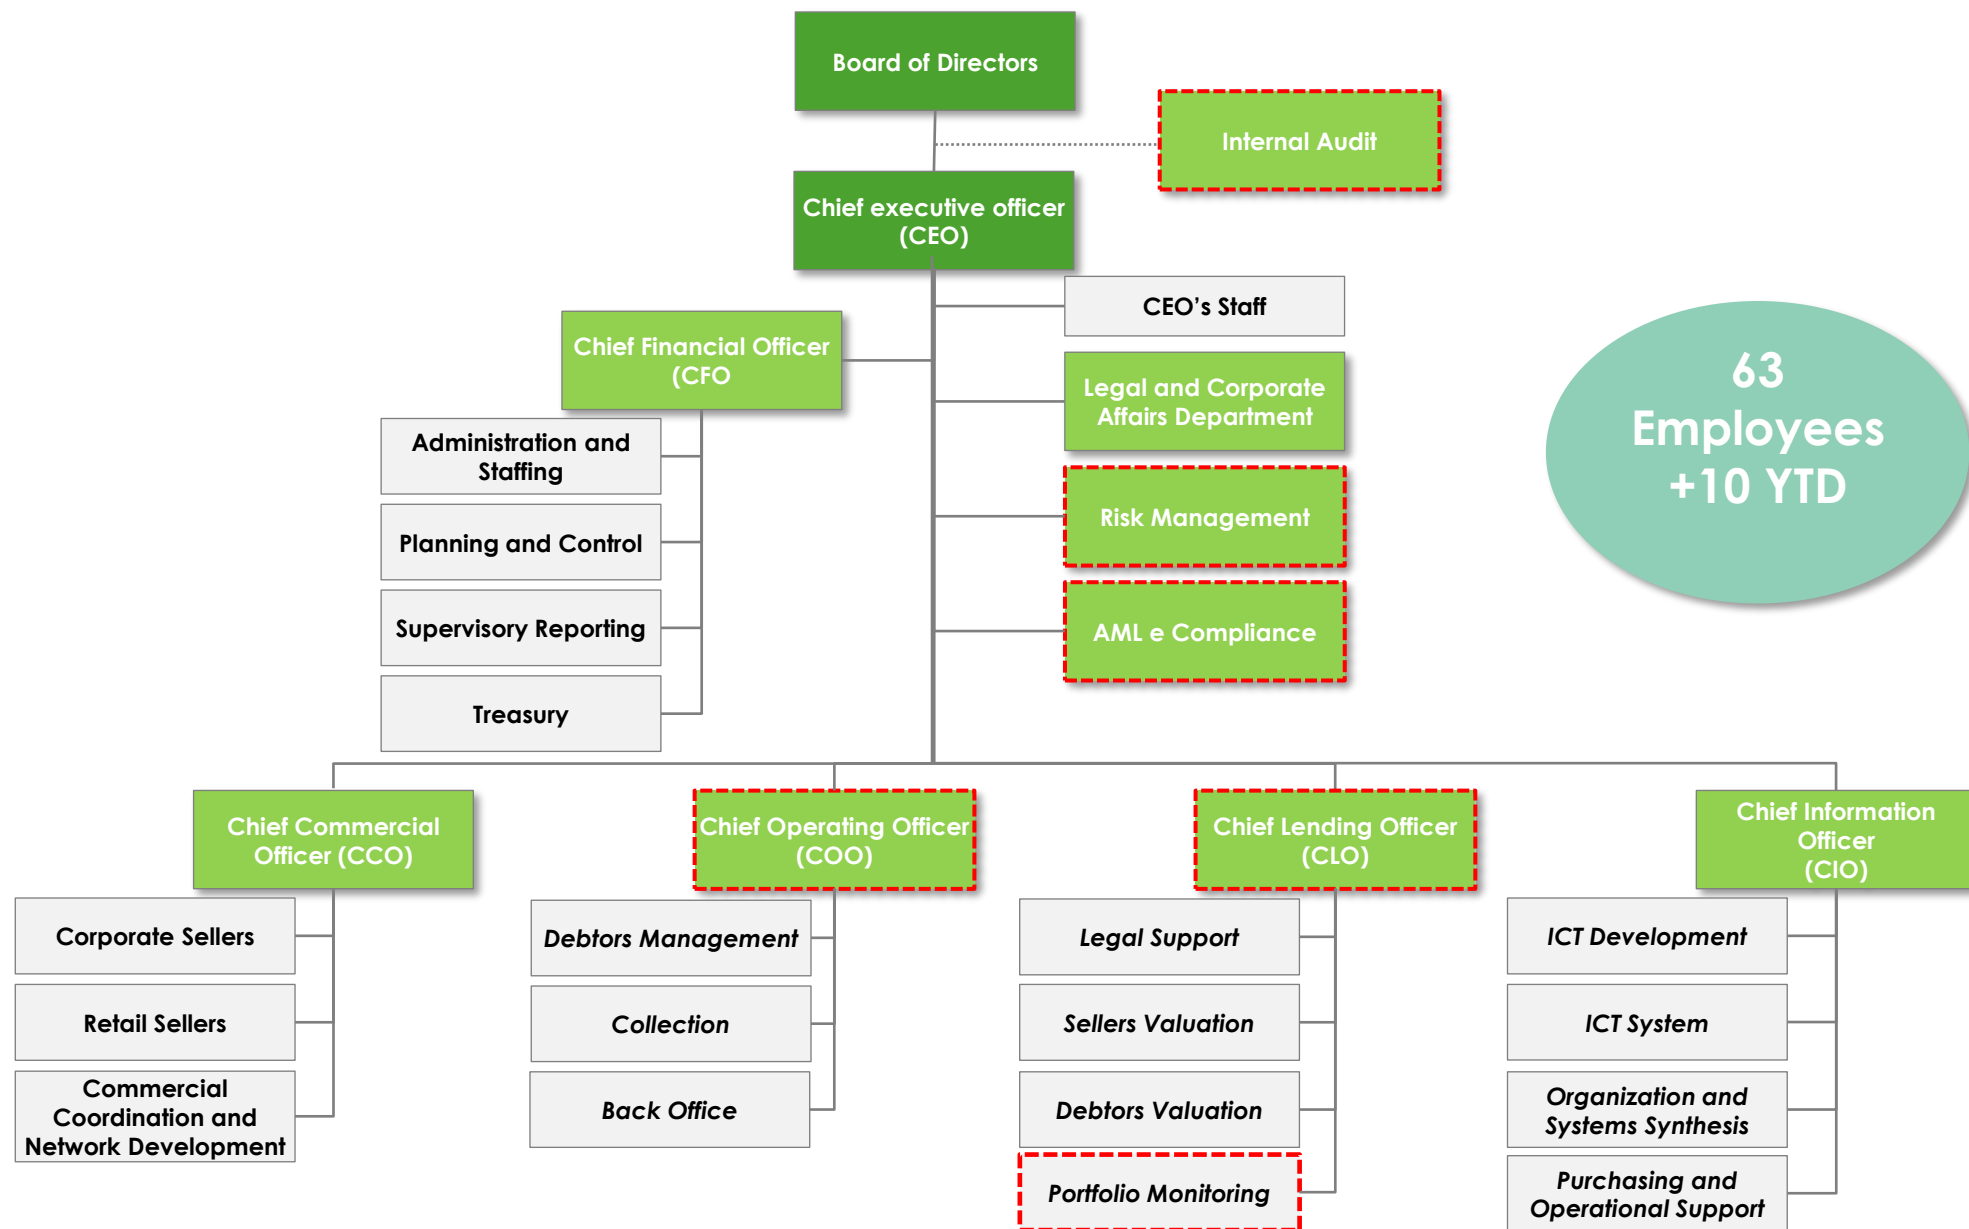 Board of Directors
Internal Audit
Chief executive officer
(CEO)
CEO’s Staff
Chief Financial Officer
(CFO
Legal and Corporate
Affairs Department
63
Employees
+10 YTD
Administration and
Staffing
Risk Management
Planning and Control
Supervisory Reporting
AML e Compliance
Treasury
Chief Commercial
Officer (CCO)
Chief Operating Officer
(COO)
Chief Lending Officer
(CLO)
Chief Information
Officer
(CIO)
Corporate Sellers
Retail Sellers
Commercial
Coordination and
Network Development
Debtors Management
Collection
Back Office
Legal Support
Sellers Valuation
Debtors Valuation
Portfolio Monitoring
ICT Development
ICT System
Organization and
Systems Synthesis
Purchasing and
Operational Support